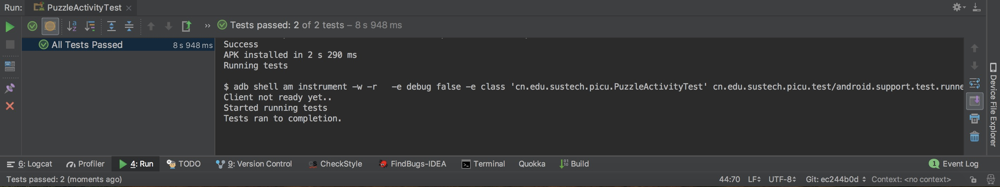 Run: PuzzleActivityTest
Tests passed: 2 of 2 tests – 8 s 948 ms
All Tests Passed 8 s 948 ms
Success
APK installed in 2 s 290 ms
Running tests
$ adb shell am instrument -w -r   -e debug false -e class 'cn.edu.sustech.picu.PuzzleActivityTest' cn.edu.sustech.picu.test/android.support.test.runne
Client not ready yet..
Started running tests
Tests ran to completion.
Device File Explorer
6: Logcat Profiler 4: Run TODO 9: Version Control CheckStyle FindBugs-IDEA Terminal Quokka Build 1 Event Log
Tests passed: 2 (moments ago) 44:70 LF UTF-8 Git: ec244b0d Context: <no context>